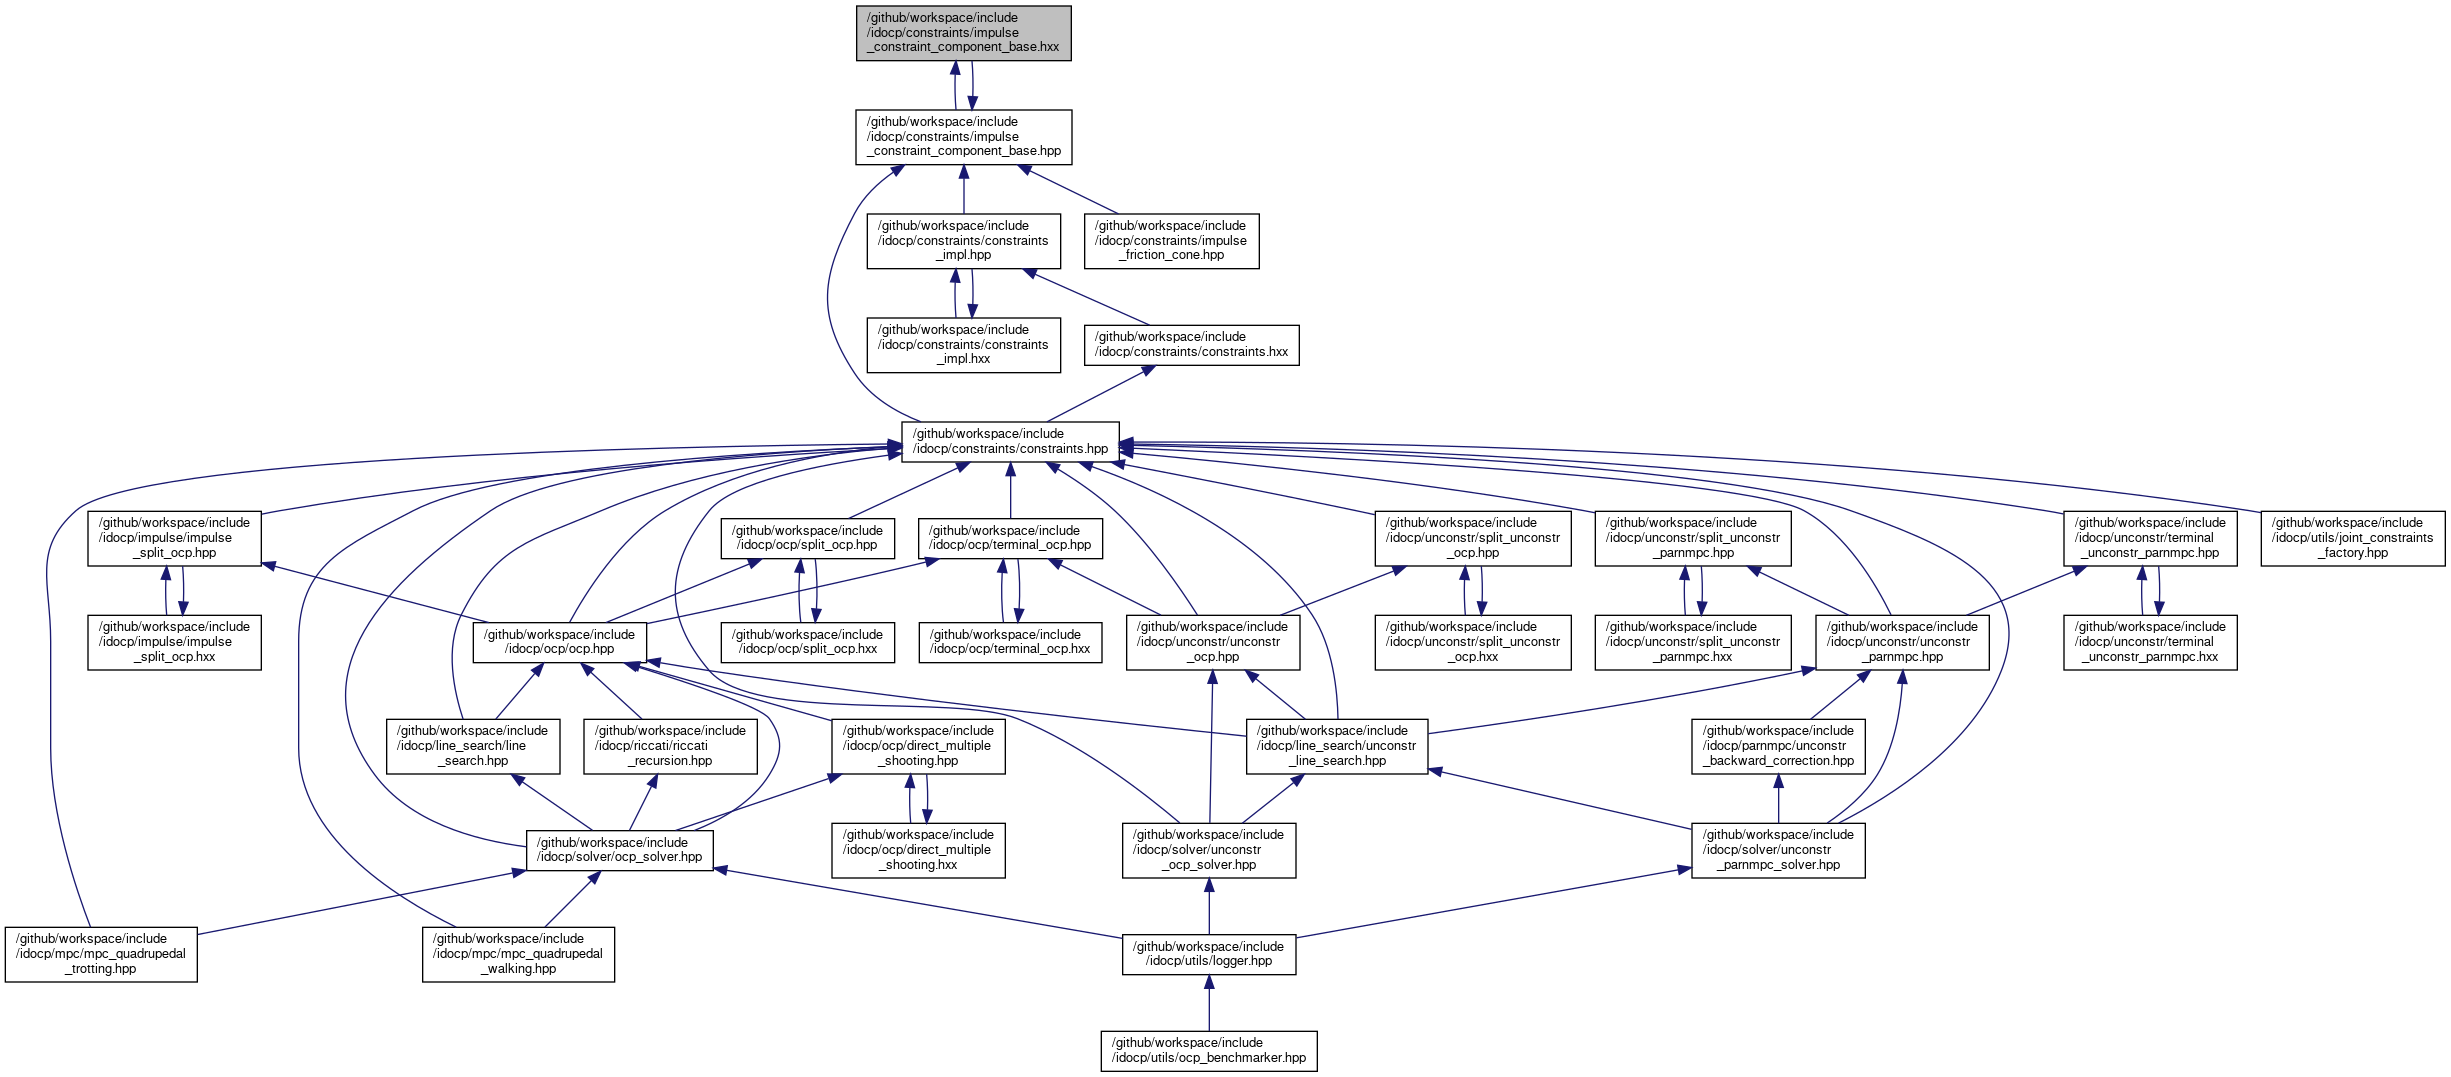 /github/workspace/include
/idocp/constraints/impulse
_constraint_component_base.hxx
/github/workspace/include
/idocp/constraints/impulse
_constraint_component_base.hpp
/github/workspace/include
/idocp/constraints/constraints
_impl.hpp
/github/workspace/include
/idocp/constraints/impulse
_friction_cone.hpp
/github/workspace/include
/idocp/constraints/constraints
_impl.hxx
/github/workspace/include
/idocp/constraints/constraints.hxx
/github/workspace/include
/idocp/constraints/constraints.hpp
/github/workspace/include
/idocp/impulse/impulse
_split_ocp.hpp
/github/workspace/include
/idocp/ocp/split_ocp.hpp
/github/workspace/include
/idocp/ocp/terminal_ocp.hpp
/github/workspace/include
/idocp/unconstr/split_unconstr
_ocp.hpp
/github/workspace/include
/idocp/unconstr/split_unconstr
_parnmpc.hpp
/github/workspace/include
/idocp/unconstr/terminal
_unconstr_parnmpc.hpp
/github/workspace/include
/idocp/utils/joint_constraints
_factory.hpp
/github/workspace/include
/idocp/impulse/impulse
_split_ocp.hxx
/github/workspace/include
/idocp/ocp/ocp.hpp
/github/workspace/include
/idocp/ocp/split_ocp.hxx
/github/workspace/include
/idocp/ocp/terminal_ocp.hxx
/github/workspace/include
/idocp/unconstr/unconstr
_ocp.hpp
/github/workspace/include
/idocp/unconstr/split_unconstr
_ocp.hxx
/github/workspace/include
/idocp/unconstr/split_unconstr
_parnmpc.hxx
/github/workspace/include
/idocp/unconstr/unconstr
_parnmpc.hpp
/github/workspace/include
/idocp/unconstr/terminal
_unconstr_parnmpc.hxx
/github/workspace/include
/idocp/line_search/line
_search.hpp
/github/workspace/include
/idocp/riccati/riccati
_recursion.hpp
/github/workspace/include
/idocp/ocp/direct_multiple
_shooting.hpp
/github/workspace/include
/idocp/line_search/unconstr
_line_search.hpp
/github/workspace/include
/idocp/parnmpc/unconstr
_backward_correction.hpp
/github/workspace/include
/idocp/solver/ocp_solver.hpp
/github/workspace/include
/idocp/ocp/direct_multiple
_shooting.hxx
/github/workspace/include
/idocp/solver/unconstr
_ocp_solver.hpp
/github/workspace/include
/idocp/solver/unconstr
_parnmpc_solver.hpp
/github/workspace/include
/idocp/mpc/mpc_quadrupedal
_trotting.hpp
/github/workspace/include
/idocp/mpc/mpc_quadrupedal
_walking.hpp
/github/workspace/include
/idocp/utils/logger.hpp
/github/workspace/include
/idocp/utils/ocp_benchmarker.hpp